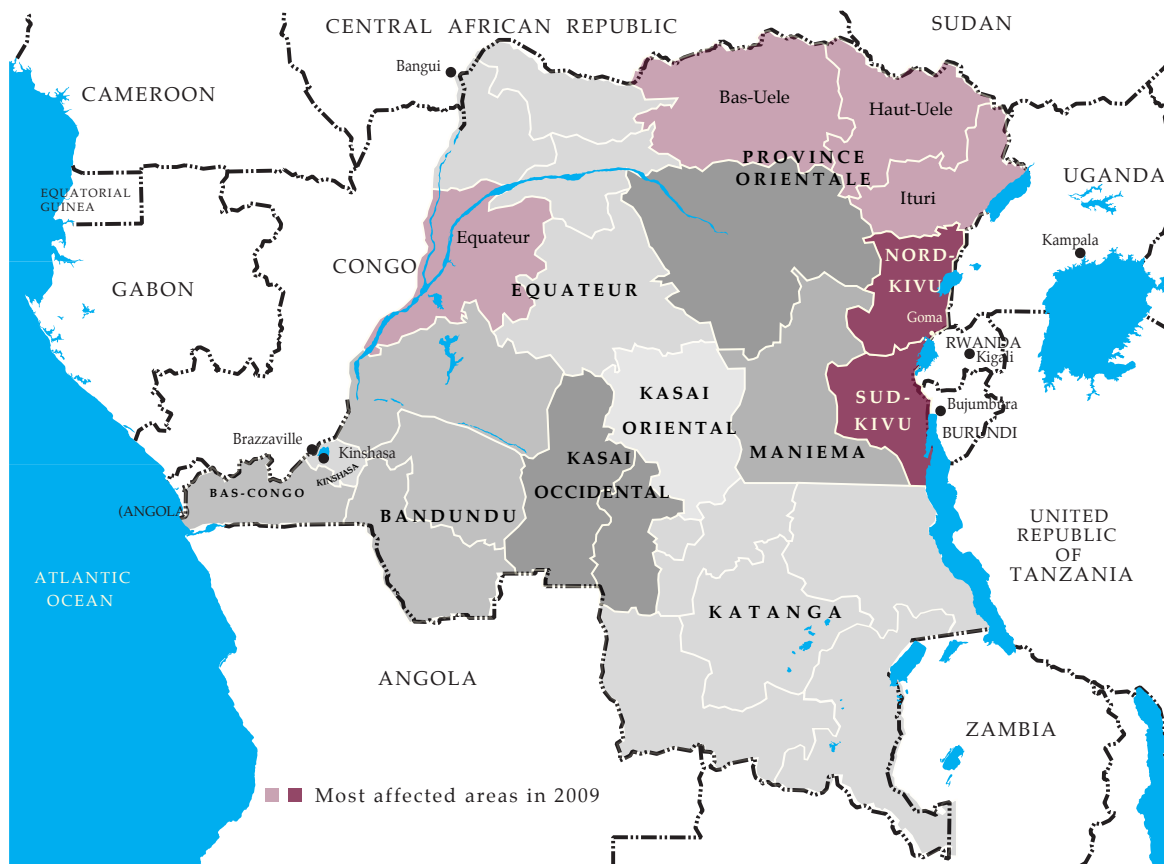 CENTRAL AFRICAN REPUBLIC
SUDAN
Bangui
CAMEROON
Bas-Uele
Haut-Uele
PROVINCE
ORIENTALE
UGANDA
EQUATORIAL
GUINEA
Ituri
Equateur
Kampala
NORD-
KIVU
CONGO
GABON
EQUATEUR
Goma
RWANDA
Kigali
KASAI
ORIENTAL
SUD-
KIVU
Bujumbura
BURUNDI
Brazzaville
Kinshasa
KINSHASA
KASAI
OCCIDENTAL
MANIEMA
BAS-CONGO
(ANGOLA)
BANDUNDU
UNITED
REPUBLIC
OF
TANZANIA
ATLANTIC
OCEAN
KATANGA
ANGOLA
ZAMBIA
Most affected areas in 2009